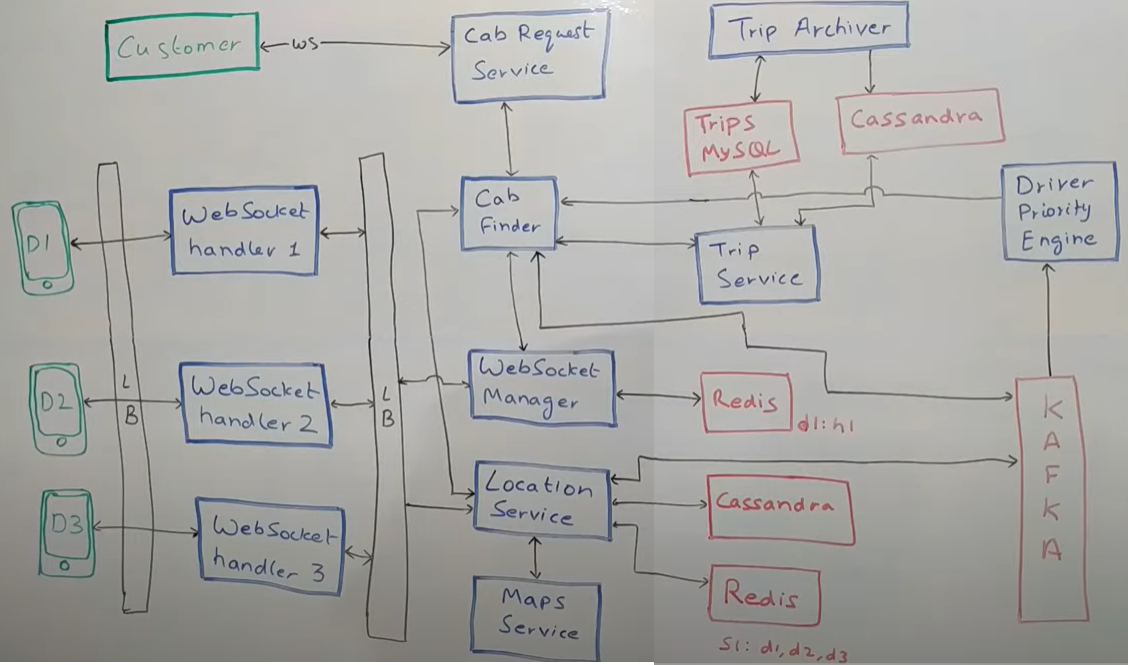 Customer
WS
Cab Request
Service
Trip Archiver
Trips
MySQL
Cassandra
D1
WebSocket
handler 1
Cab
Finder
Trip
Service
Driver
Priority
Engine
D2
L
B
WebSocket
handler 2
L
B
WebSocket
Manager
Redis
d1:h1
K
A
F
K
A
D3
WebSocket
handler 3
Location
Service
Cassandra
Maps
Service
Redis
S1: d1,d2,d3